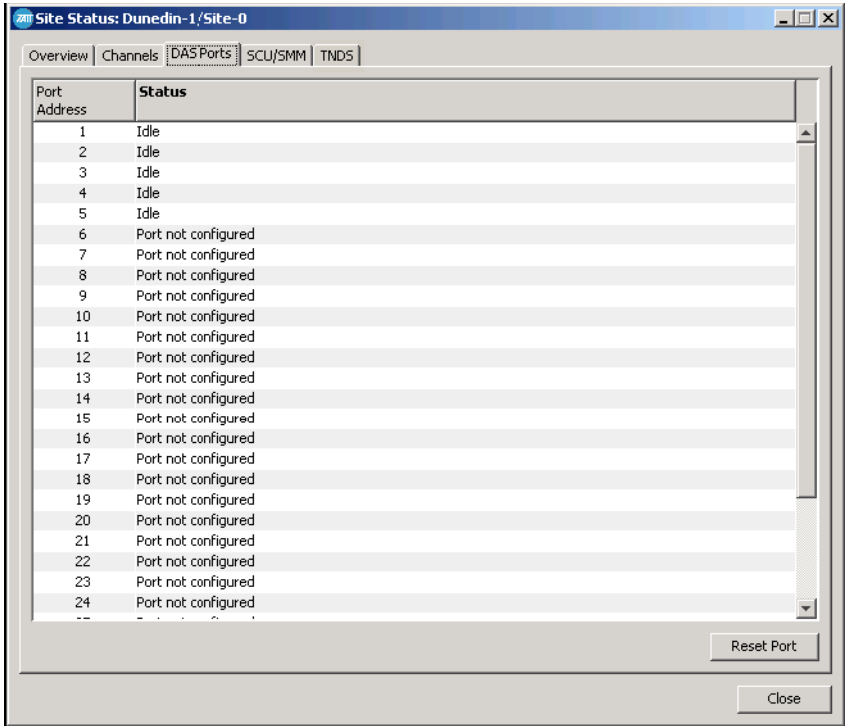 TAIT Site Status: Dunedin-1/Site-0
Overview Channels DAS Ports SCU/SMM TNDS
Port Address Status
1 Idle
2 Idle
3 Idle
4 Idle
5 Idle
6 Port not configured
7 Port not configured
8 Port not configured
9 Port not configured
10 Port not configured
11 Port not configured
12 Port not configured
13 Port not configured
14 Port not configured
15 Port not configured
16 Port not configured
17 Port not configured
18 Port not configured
19 Port not configured
20 Port not configured
21 Port not configured
22 Port not configured
23 Port not configured
24 Port not configured
Reset Port
Close